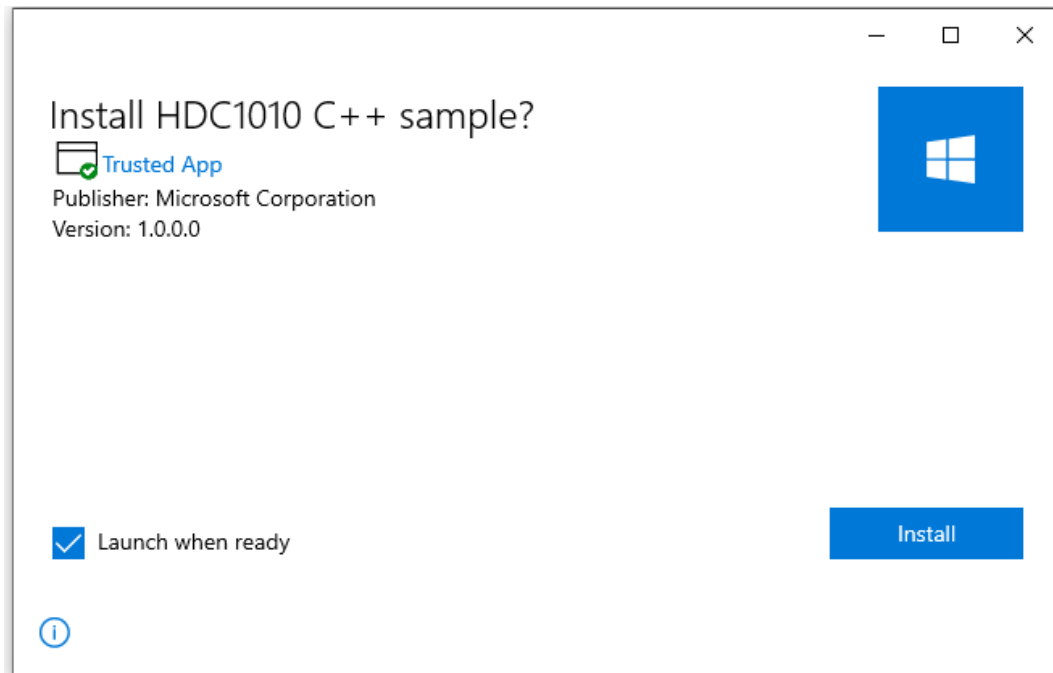 Install HDC1010 C++ sample?
Trusted App
Publisher: Microsoft Corporation
Version: 1.0.0.0
Launch when ready
Install